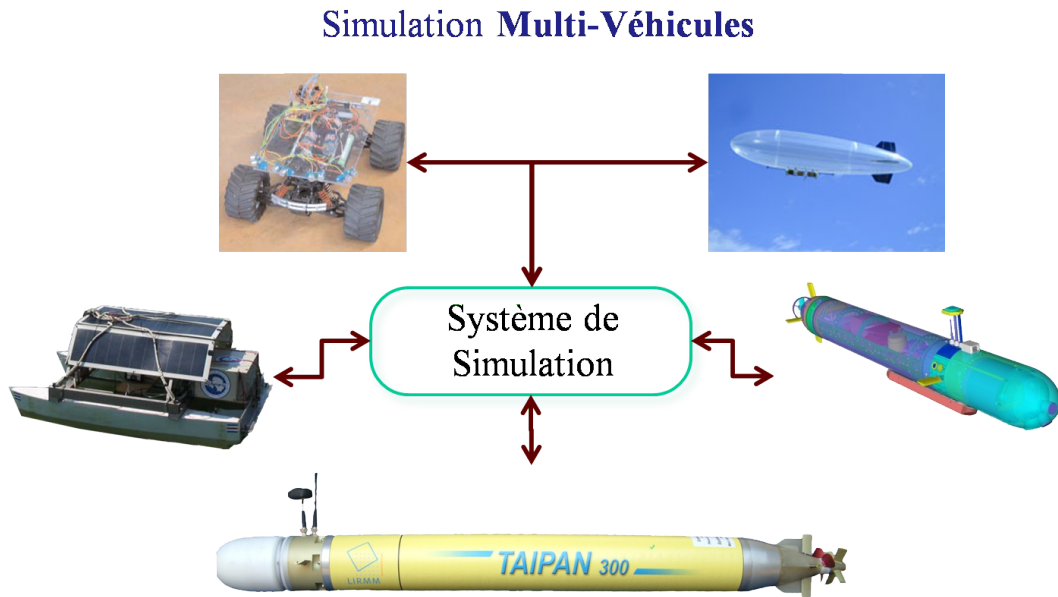 Simulation Multi-Véhicules
Système de
Simulation
LIRMM
TAIPAN 300